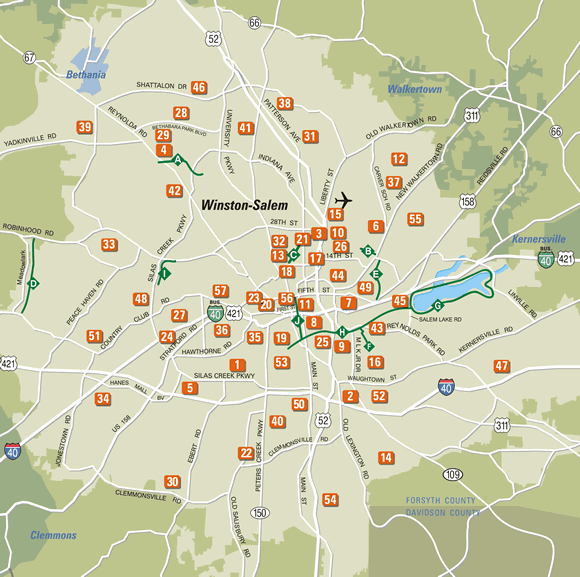 66
52
67
Bethania
SHATTALON DR
46
Walkertown
28
38
PATTERSON AVE
311
REYNOLDA RD
BETHABARA PARK BLVD
UNIVERSITY PKWY
OLD WALKERTOWN RD
39
29
41
31
66
YADKINVILLE RD
4
A
INDIANA AVE
12
NEW WALKERTOWN RD
REIDSVILLE RD
CARVER SCH RD
37
42
LIBERTY ST
158
Winston-Salem
15
55
28TH ST
6
ROBINHOOD RD
SILAS CREEK PKWY
3
10
Kernersville
33
32
21
26
B
40
421
13
C
17
14TH ST
Meadowlark
I
18
44
E
D
PEACE HAVEN RD
57
FIFTH ST
49
48
23
56
11
7
45
G
LINVILLE RD
20
FIRST ST
BUS.
40
421
27
CLUB RD
COUNTRY
J
8
SALEM LAKE RD
43
REYNOLDS PARK RD
36
H
51
24
STRATFORD RD
35
19
25
9
M L K JR DR
F
KERNERSVILLE RD
HAWTHORNE RD
53
16
421
1
MAIN ST
47
SILAS CREEK PKWY
WAUGHTOWN ST
HANES MALL BV
5
40
34
2
52
50
US 158
52
311
40
40
JONESTOWN RD
EBERT RD
PETERS CREEK PKWY
CLEMMONSVILLE RD
OLD LEXINGTON RD
22
14
109
30
CLEMMONSVILLE RD
MAIN ST
54
FORSYTH COUNTY
DAVIDSON COUNTY
OLD SALISBURY RD
150
Clemmons